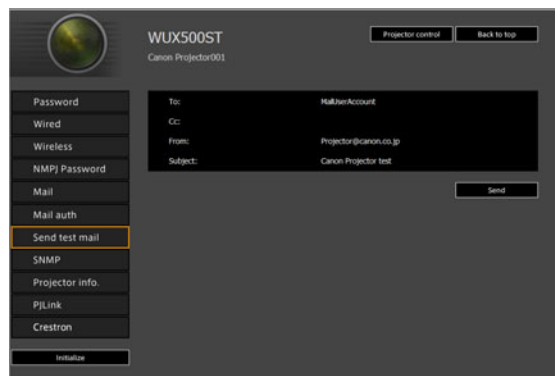 WUX500ST
Canon Projector001
Projector control
Back to top
Password
Wired
Wireless
NMPJ Password
Mail
Mail auth
Send test mail
SNMP
Projector info.
PJLink
Crestron
Initialize
To: MailUserAccount
Cc:
From: Projector@canon.co.jp
Subject: Canon Projector test
Send